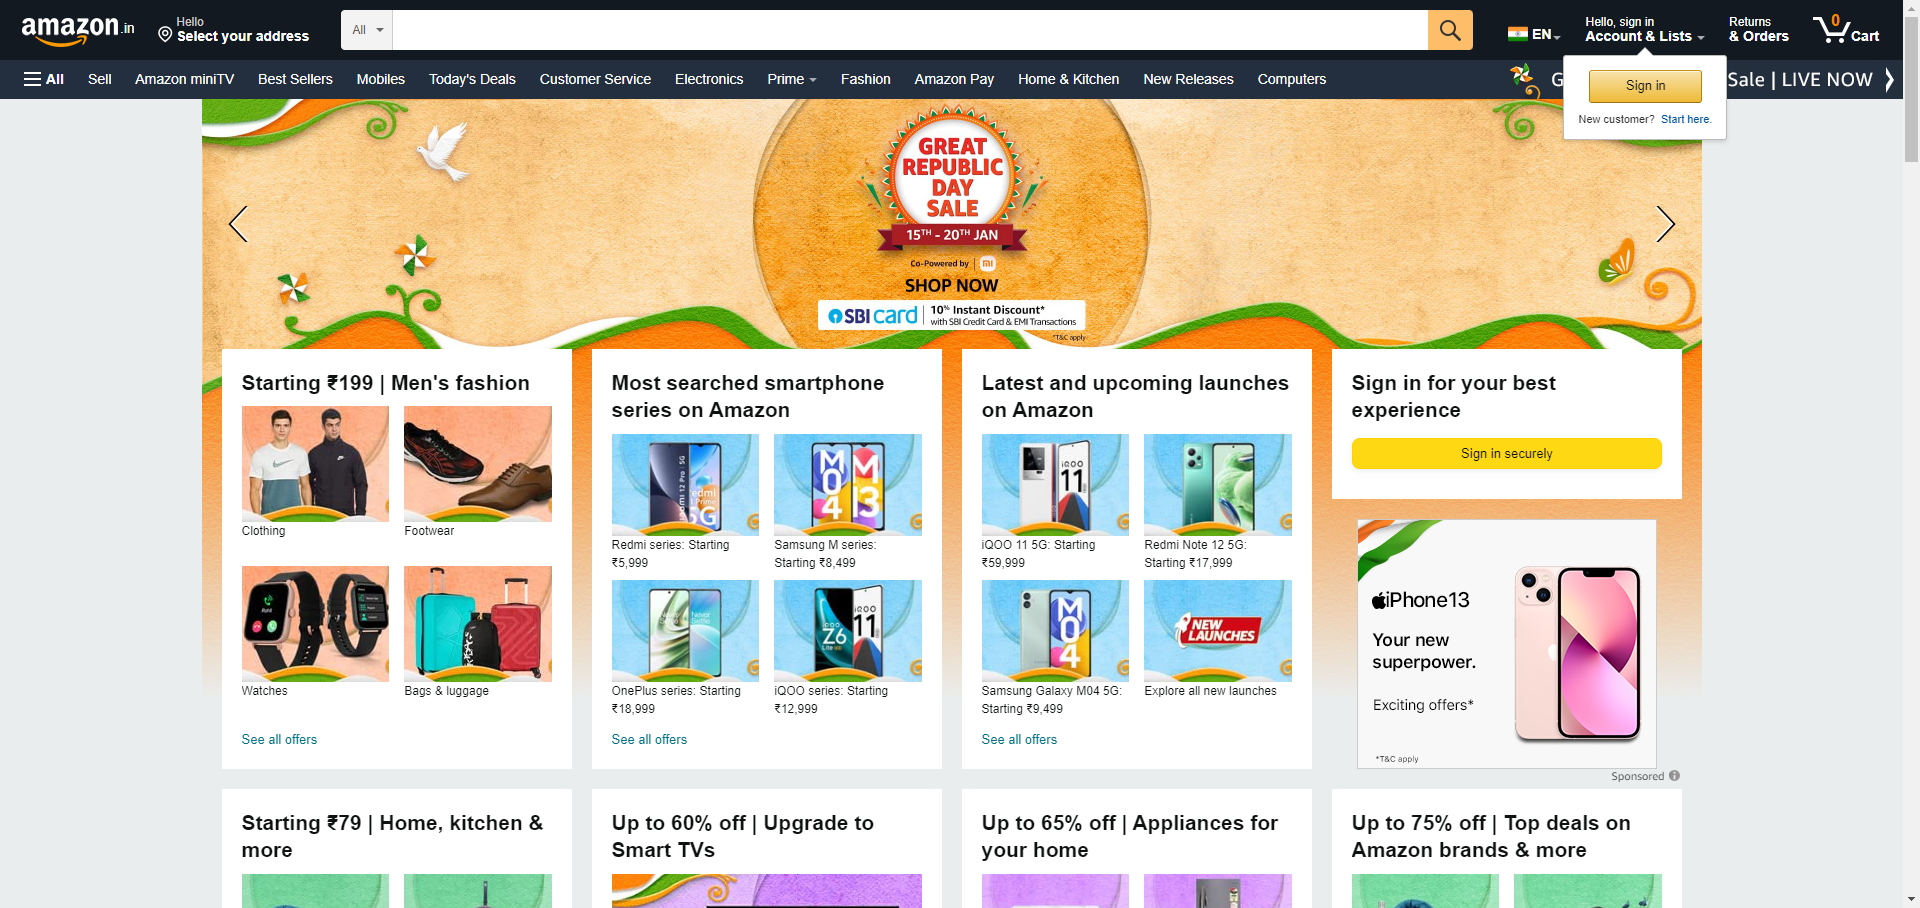 amazon.in
Hello
Select your address
All
EN
Hello, sign in
Account & Lists
Returns
& Orders
0
Cart
All
Sell
Amazon miniTV
Best Sellers
Mobiles
Today's Deals
Customer Service
Electronics
Prime
Fashion
Amazon Pay
Home & Kitchen
New Releases
Computers
G
Sale | LIVE NOW
Sign in
New customer? Start here.
GREAT
REPUBLIC
DAY
SALE
15TH - 20TH JAN
Co-Powered by | mi
SHOP NOW
SBI card
10% Instant Discount*
with SBI Credit Card & EMI Transactions
*T&C apply
Starting ₹199 | Men's fashion
Clothing
Footwear
Watches
Bags & luggage
See all offers
Most searched smartphone
series on Amazon
Redmi series: Starting
₹5,999
Samsung M series:
Starting ₹8,499
OnePlus series: Starting
₹18,999
iQOO series: Starting
₹12,999
See all offers
Latest and upcoming launches
on Amazon
iQOO 11 5G: Starting
₹59,999
Redmi Note 12 5G:
Starting ₹17,999
NEW
LAUNCHES
Samsung Galaxy M04 5G:
Starting ₹9,499
Explore all new launches
See all offers
Sign in for your best
experience
Sign in securely
iPhone13
Your new
superpower.
Exciting offers*
*T&C apply
Sponsored
Starting ₹79 | Home, kitchen &
more
Up to 60% off | Upgrade to
Smart TVs
Up to 65% off | Appliances for
your home
Up to 75% off | Top deals on
Amazon brands & more